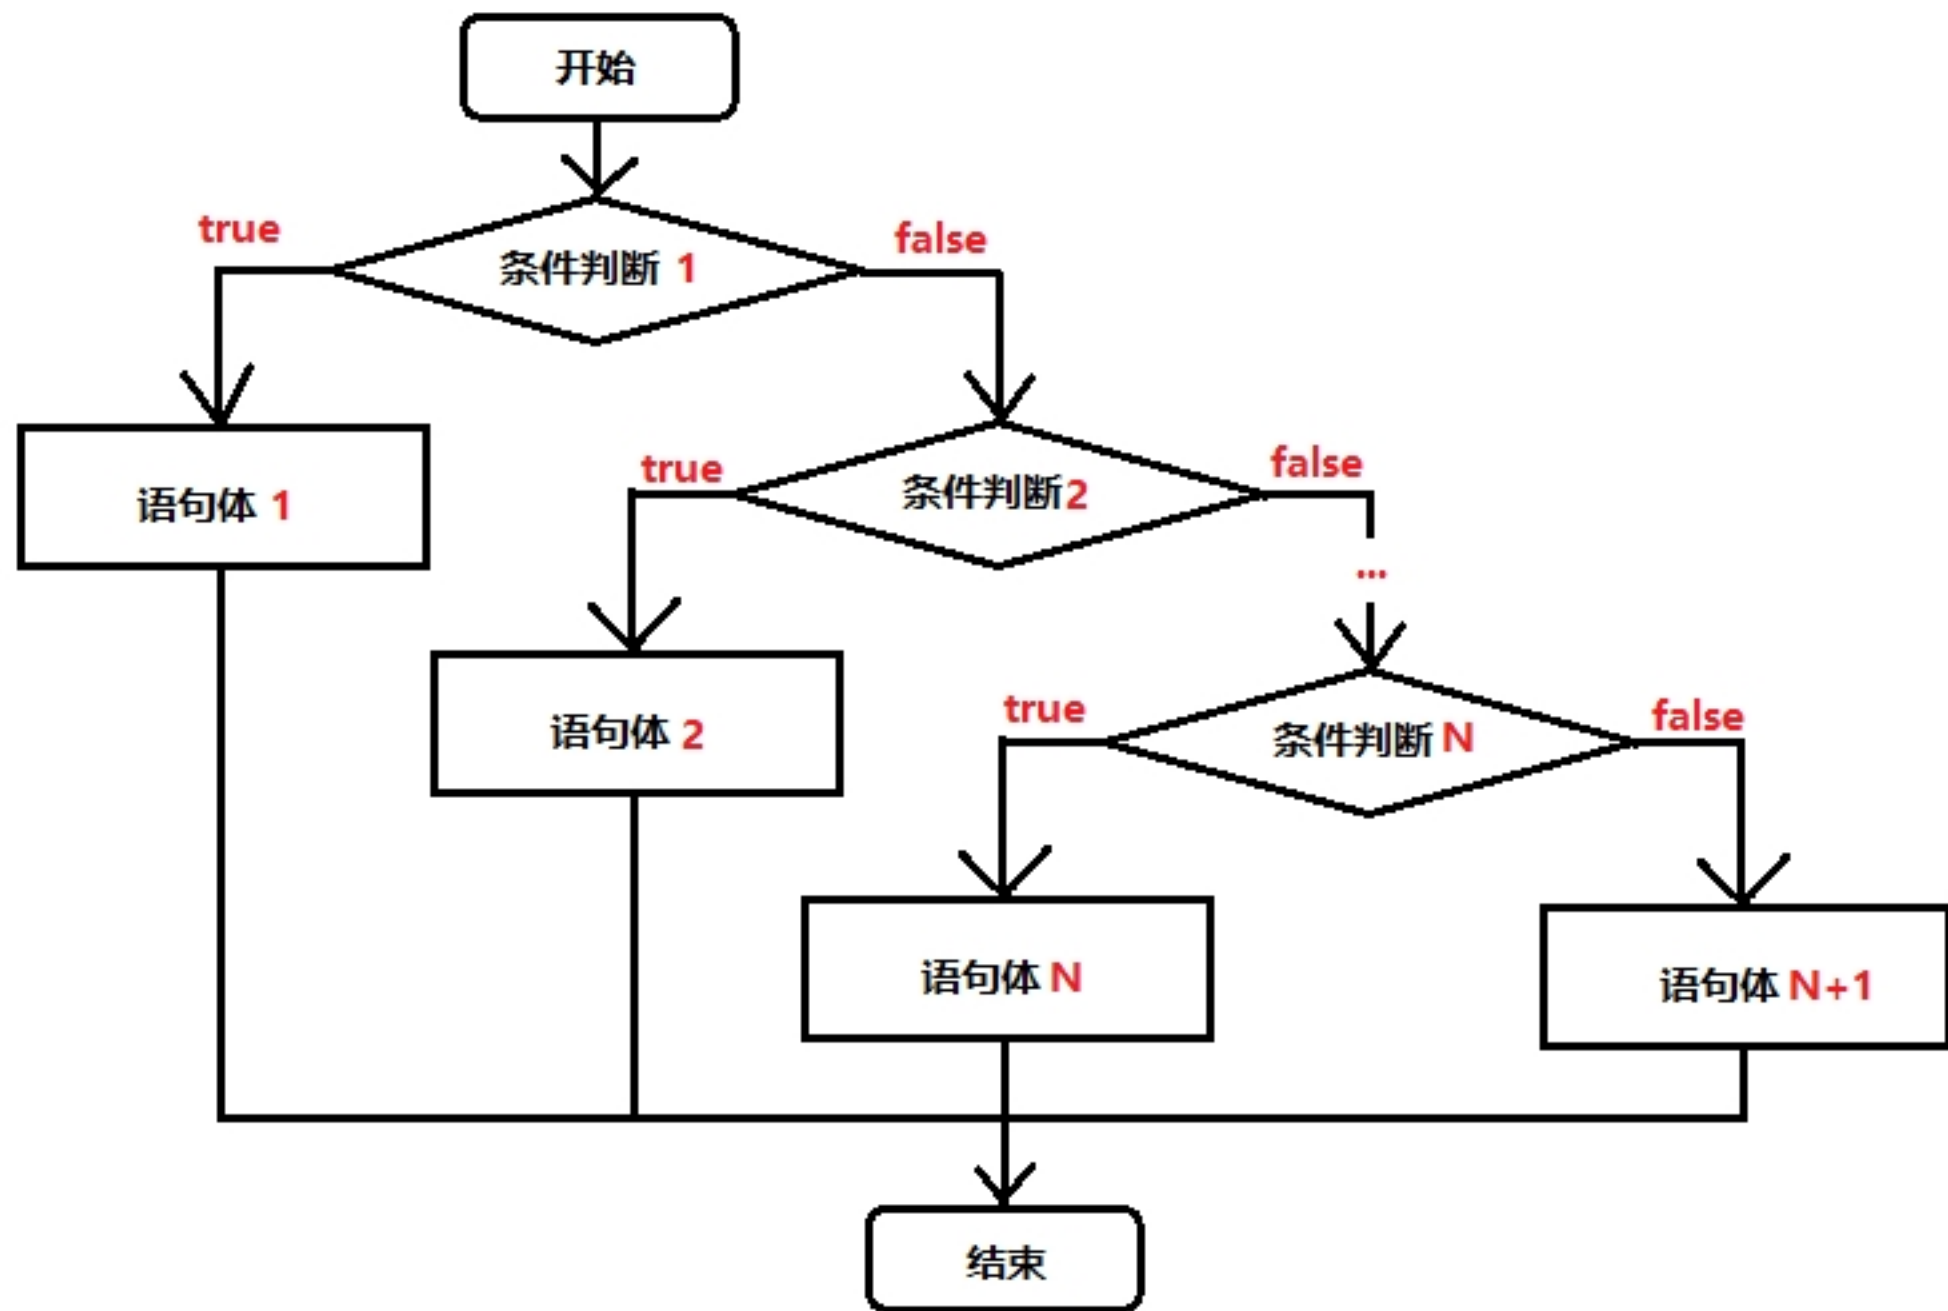 开始
true
false
条件判断 1
语句体 1
true
false
条件判断2
...
语句体 2
true
false
条件判断 N
语句体 N
语句体 N+1
结束